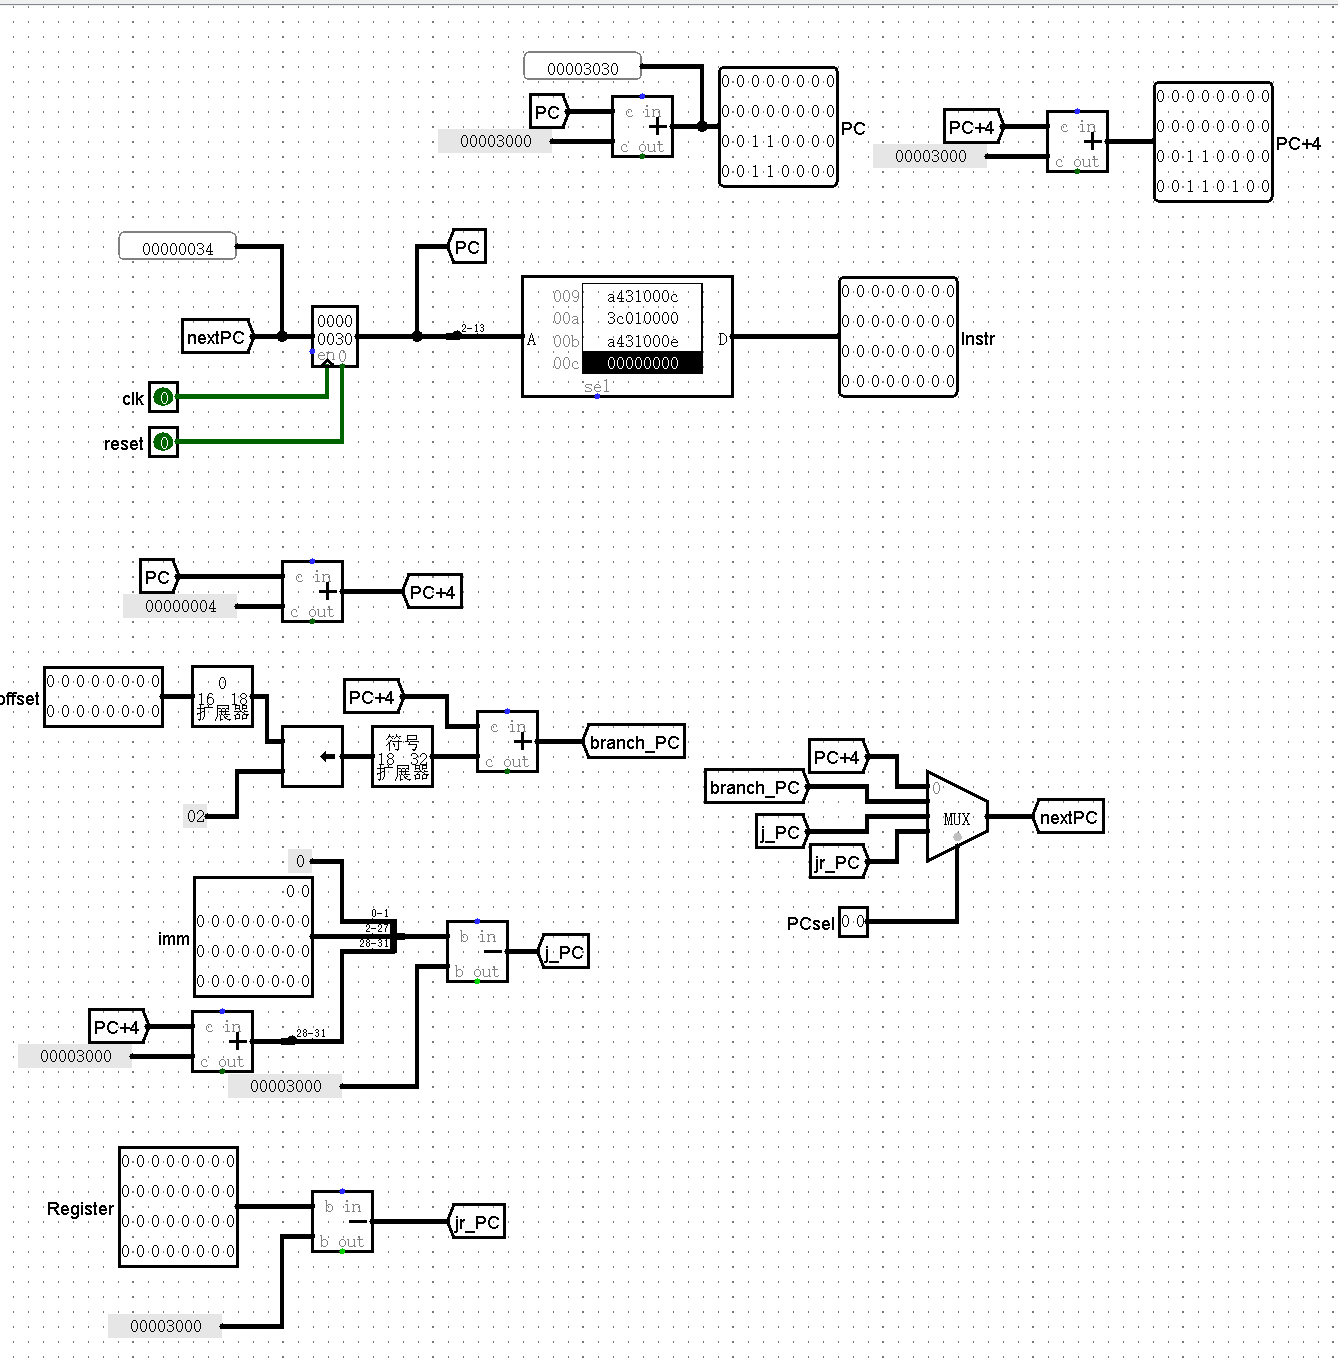 00003030
0 0 0 0 0 0 0 0
PC
c in
0 0 0 0 0 0 0 0
00003000
c out
0 0 1 1 0 0 0 0
0 0 1 1 0 0 0 0
PC
0 0 0 0 0 0 0 0
PC+4
c in
0 0 0 0 0 0 0 0
00003000
c out
0 0 1 1 0 0 0 0
0 0 1 1 0 1 0 0
PC+4
00000034
PC
nextPC
0000
0030
en 0
2-13
A
009 a431000c
00a 3c010000
00b a431000e
00c 00000000
D
sel
0 0 0 0 0 0 0 0
0 0 0 0 0 0 0 0
0 0 0 0 0 0 0 0
0 0 0 0 0 0 0 0
Instr
clk 0
reset 0
PC
c in
00000004
c out
PC+4
offset
0 0 0 0 0 0 0 0
0 0 0 0 0 0 0 0
0
16 18
扩展器
02
符号
18 32
扩展器
PC+4
c in
c out
branch_PC
PC+4
branch_PC
j_PC
jr_PC
0
MUX
nextPC
PCsel 0 0
0
imm
0 0
0 0 0 0 0 0 0 0
0 0 0 0 0 0 0 0
0 0 0 0 0 0 0 0
0-1
2-27
28-31
b in
b out
j_PC
PC+4
c in
00003000
c out
28-31
00003000
Register
0 0 0 0 0 0 0 0
0 0 0 0 0 0 0 0
0 0 0 0 0 0 0 0
0 0 0 0 0 0 0 0
b in
b out
jr_PC
00003000